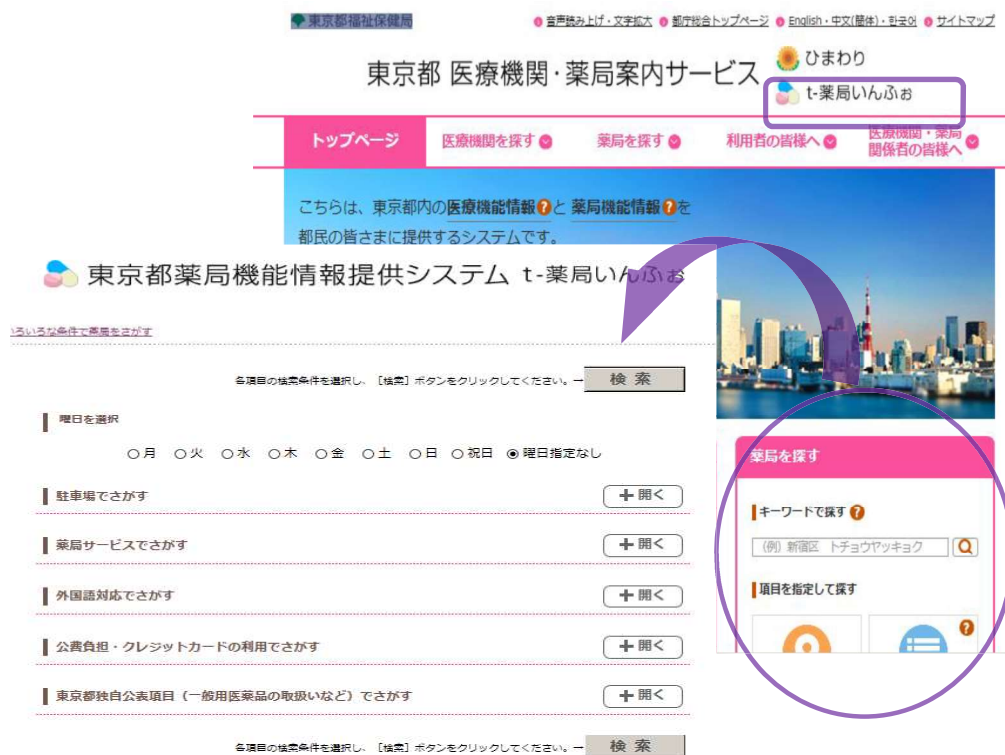 東京都福祉保健局
音声読み上げ・文字拡大 都庁総合トップページ English・中文(簡体)・한국어 サイトマップ
東京都 医療機関・薬局案内サービス
ひまわり
t-薬局いんふぉ
トップページ 医療機関を探す 薬局を探す 利用者の皆様へ 医療機関・薬局
関係者の皆様へ
こちらは、東京都内の医療機能情報?と 薬局機能情報?を
都民の皆さまに提供するシステムです。
東京都薬局機能情報提供システム t-薬局いんふぉ
いろいろな条件で薬局をさがす
各項目の検索条件を選択し、[検索] ボタンをクリックしてください。→ 検 索
曜日を選択
○月 ○火 ○水 ○木 ○金 ○土 ○日 ○祝日 ◉曜日指定なし
駐車場でさがす +開く
薬局サービスでさがす +開く
外国語対応でさがす +開く
公費負担・クレジットカードの利用でさがす +開く
東京都独自公表項目(一般用医薬品の取扱いなど)でさがす +開く
各項目の検索条件を選択し、[検索] ボタンをクリックしてください。→ 検 索
薬局を探す
キーワードで探す ?
(例) 新宿区 トチョウヤッキョク
項目を指定して探す
?